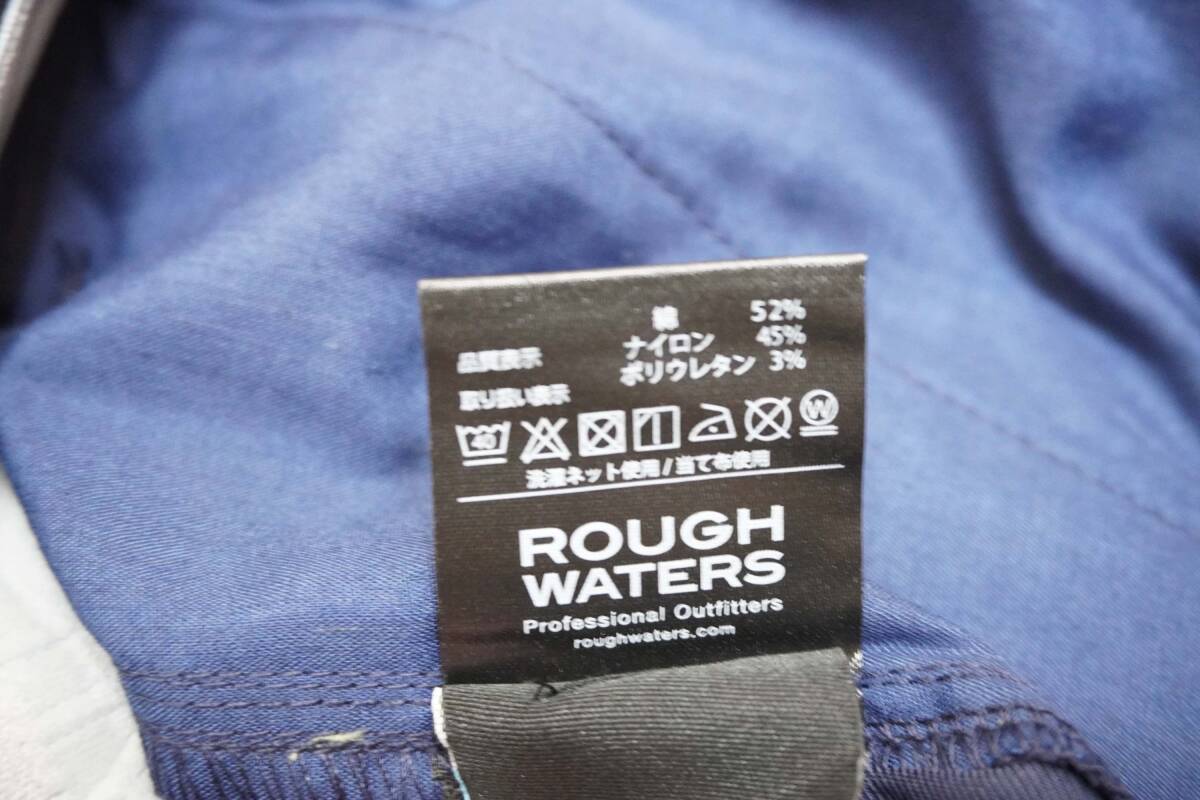 綿 52%
ナイロン 45%
ポリウレタン 3%
品質表示
取り扱い表示
40 W
洗濯ネット使用/当て布使用
ROUGH
WATERS
Professional Outfitters
roughwaters.com